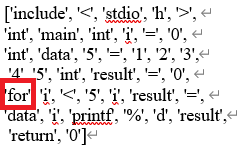 ['include', '<', 'stdio', 'h', '>',
'int', 'main', 'int', 'i', '=', '0',
'int', 'data', '5', '=', '1', '2', '3',
'4', '5', 'int', 'result', '=', '0',
'for', 'i', '<', '5', 'i', 'result', '=',
'data', 'i', 'printf', '%', 'd', 'result',
'return', '0']